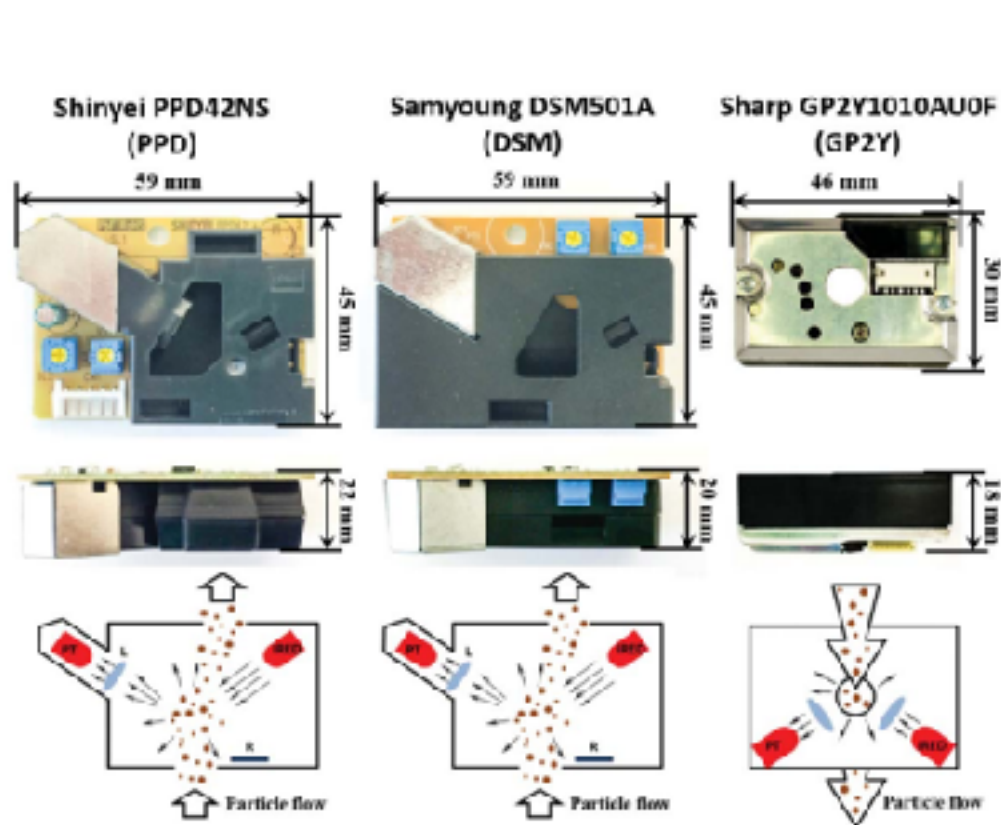 Shinyei PPD42NS
(PPD)
59 mm
45 mm
22 mm
PT
L
IRED
R
Particle flow
Samyoung DSM501A
(DSM)
59 mm
45 mm
20 mm
PT
L
IRED
R
Particle flow
Sharp GP2Y1010AU0F
(GP2Y)
46 mm
30 mm
18 mm
PT
IRED
Particle flow